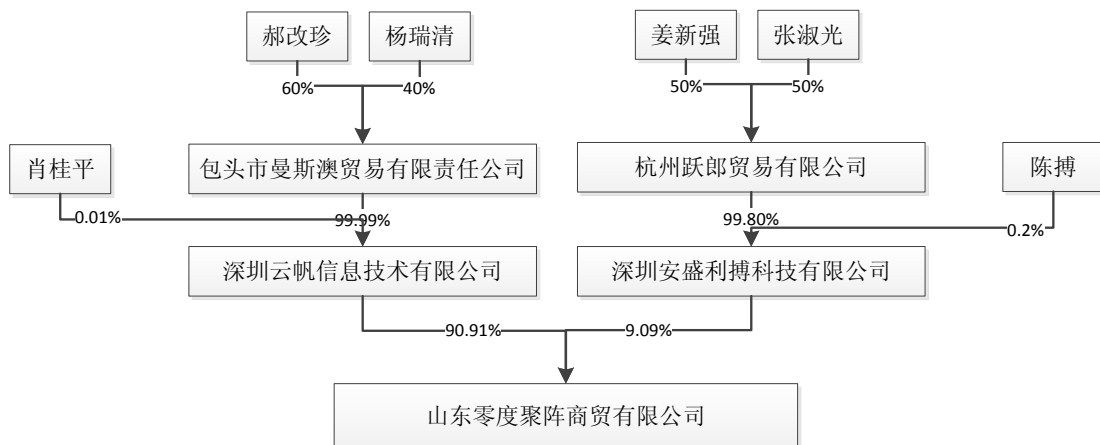 郝改珍
杨瑞清
姜新强
张淑光
60%
40%
50%
50%
肖桂平
包头市曼斯澳贸易有限责任公司
杭州跃郎贸易有限公司
陈搏
0.01%
99.99%
99.80%
0.2%
深圳云帆信息技术有限公司
深圳安盛利搏科技有限公司
90.91%
9.09%
山东零度聚阵商贸有限公司